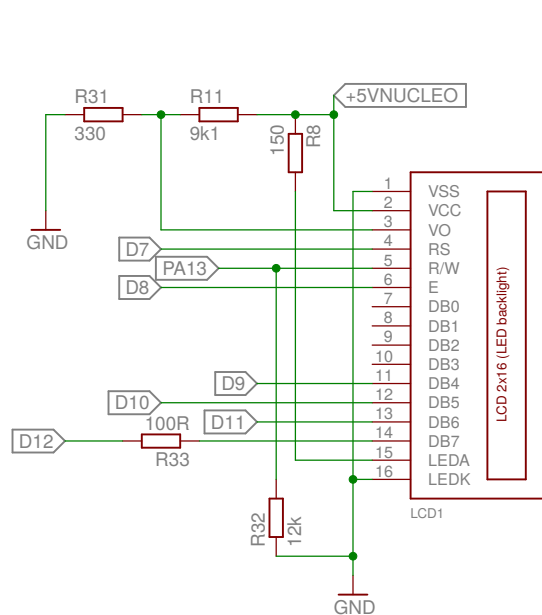 R31
R11
+5VNUCLEO
330
9k1
150
R8
GND
1 VSS
2 VCC
3 VO
D7 4 RS
PA13 5 R/W
D8 6 E
7 DB0
8 DB1
9 DB2
10 DB3
D9 11 DB4
D10 12 DB5
D11 13 DB6
100R
D12 14 DB7
R33
15 LEDA
16 LEDK
LCD 2x16 (LED backlight)
LCD1
R32
12k
GND